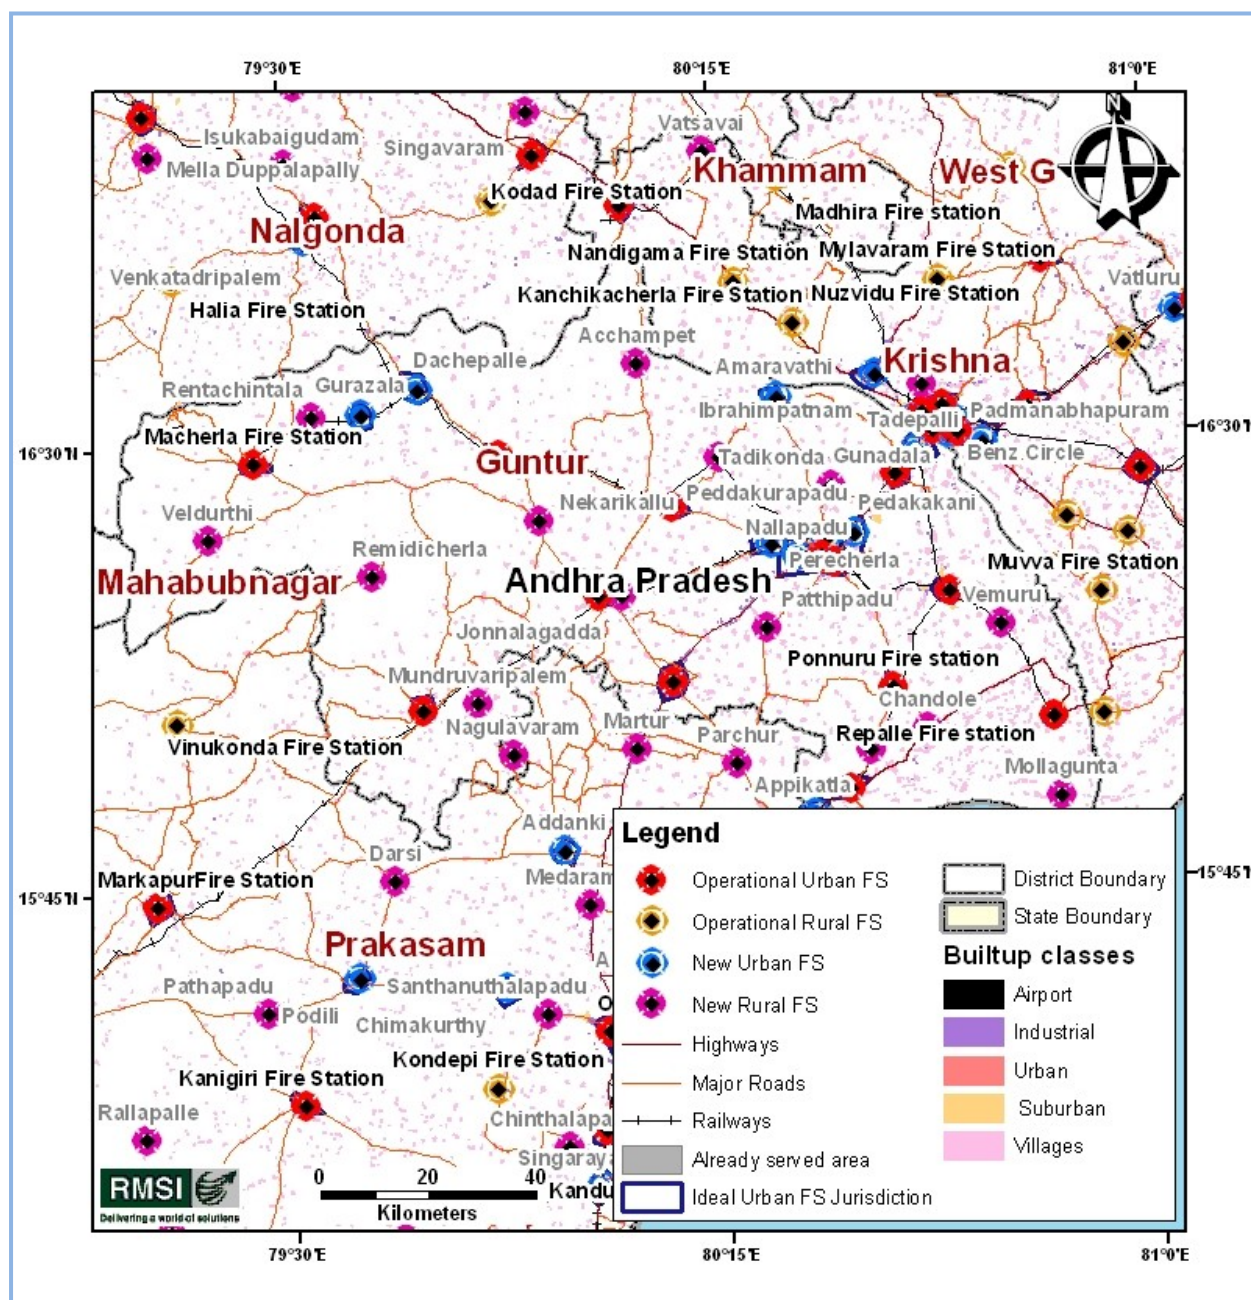 79°30'E 80°15'E 81°0'E
N
Vatsavai
Isukabaigudam
Singavaram
Mella Duppalapally
Khammam
West G
Kodad Fire Station
Madhira Fire station
Nalgonda
Nandigama Fire Station
Mylavaram Fire Station
Venkatadripalem
Vatluru
Kanchikacherla Fire Station
Nuzvidu Fire Station
Halia Fire Station
Acchampet
Dachepalle
Amaravathi
Krishna
Rentachintala
Gurazala
Ibrahimpatnam
Tadepalli
Padmanabhapuram
Macherla Fire Station
16°30'
16°30'
Guntur
Tadikonda
Gunadala
Benz Circle
Nekarikallu
Peddakurapadu
Pedakakani
Veldurthi
Nallapadu
Remidicherla
Perecherla
Muvva Fire Station
Mahabubnagar
Andhra Pradesh
Patthipadu
Vemuru
Jonnalagadda
Ponnuru Fire station
Mundruvaripalem
Chandole
Nagulavaram
Martur
Parchur
Repalle Fire station
Vinukonda Fire Station
Mollagunta
Appikatla
Addanki
Darsi
Medaram
MarkapurFire Station
15°45'
15°45'
Prakasam
Pathapadu
Santhanuthalapadu
A
O
Podili
Chimakurthy
Kondepi Fire Station
Kanigiri Fire Station
Rallapalle
Chinthalapa
Singaraya
Kandu
Legend
Operational Urban FS
Operational Rural FS
New Urban FS
New Rural FS
Highways
Major Roads
Railways
Already served area
Ideal Urban FS Jurisdiction
District Boundary
State Boundary
Builtup classes
Airport
Industrial
Urban
Suburban
Villages
RMSI
Delivering a world of solutions
0 20 40
Kilometers
79°30'E 80°15'E 81°0'E